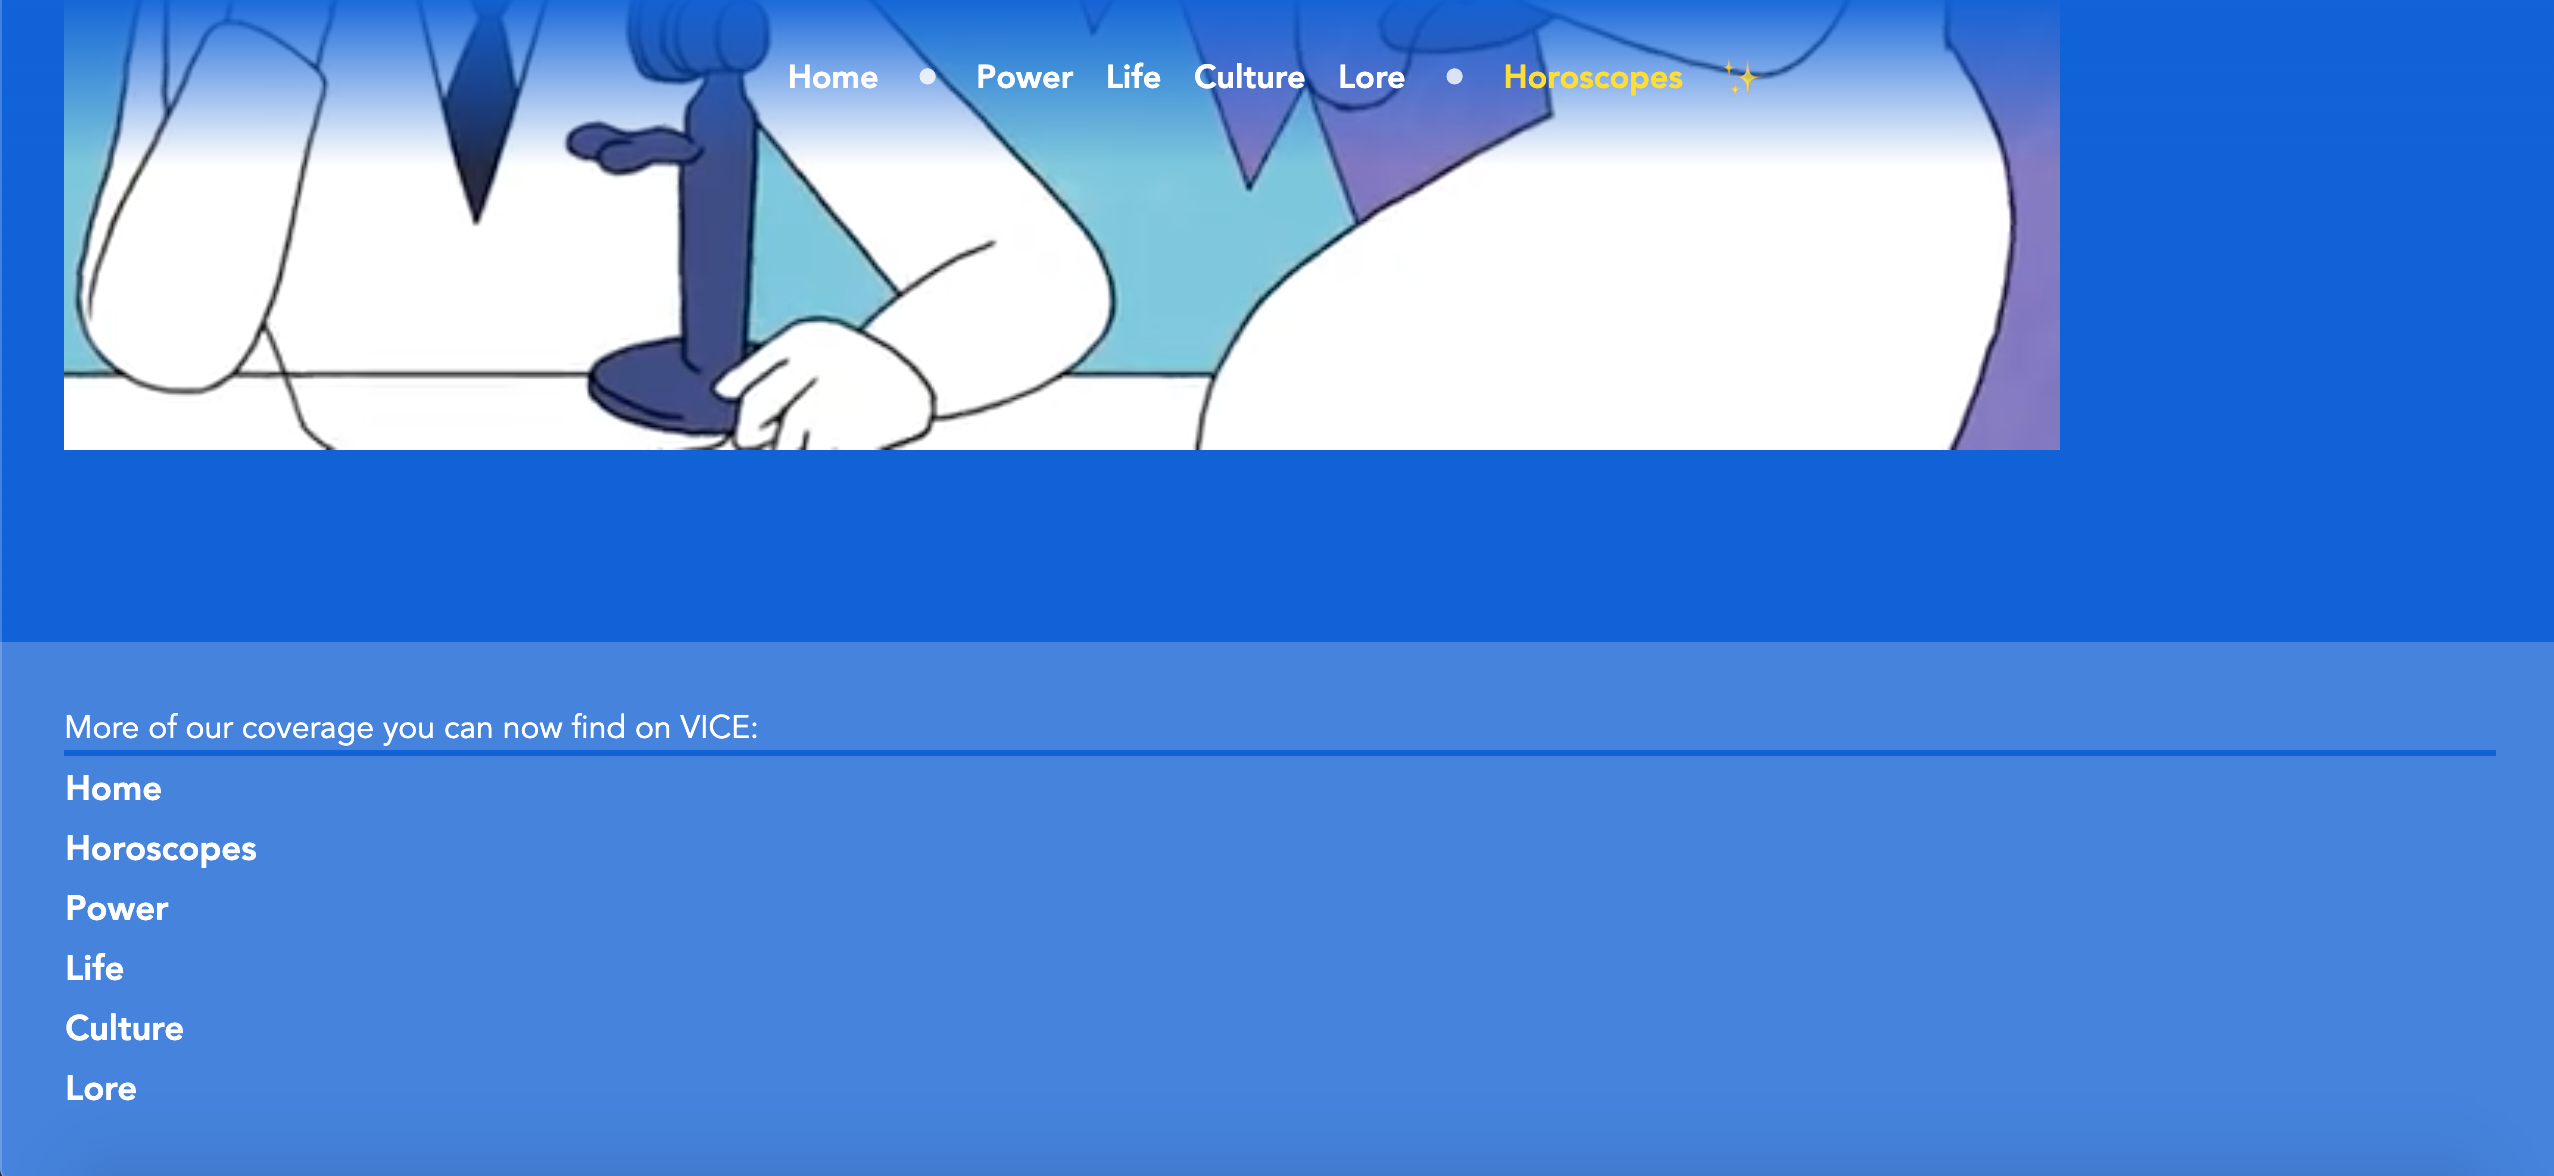 Home Power Life Culture Lore Horoscopes
More of our coverage you can now find on VICE:
Home
Horoscopes
Power
Life
Culture
Lore